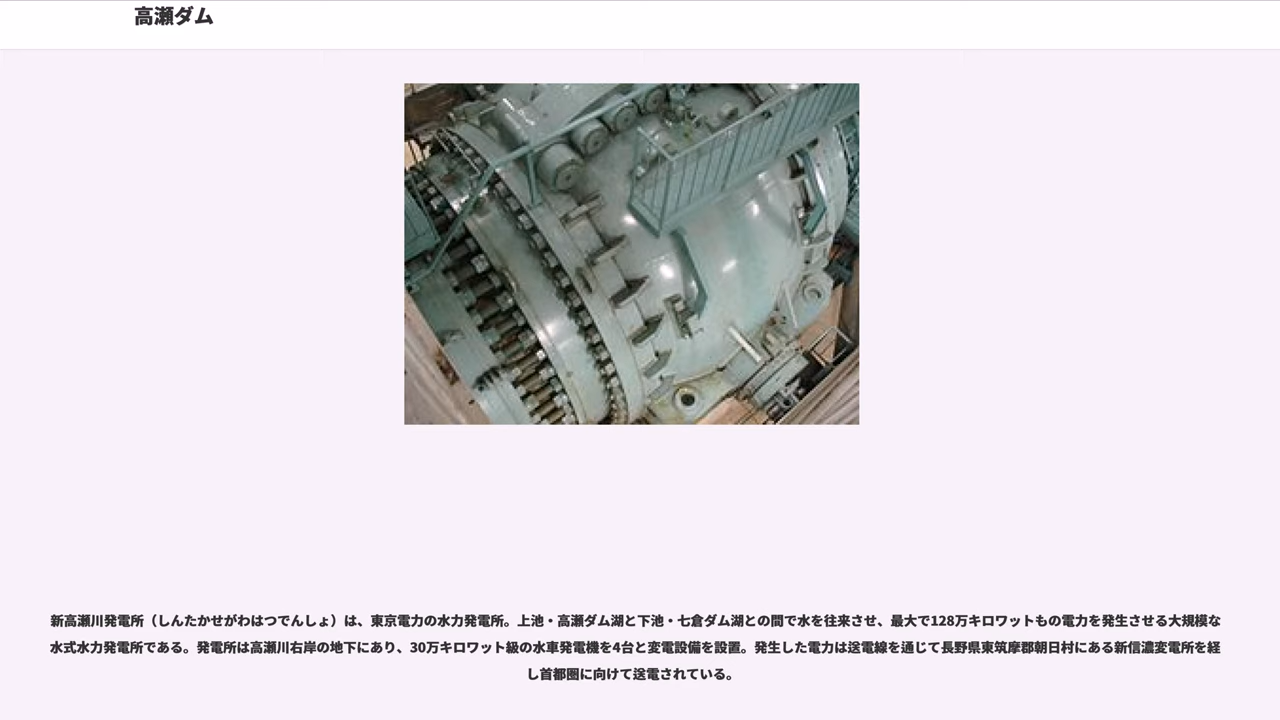 高瀬ダム
新高瀬川発電所（しんたかせがわはつでんしょ）は、東京電力の水力発電所。上池・高瀬ダム湖と下池・七倉ダム湖との間で水を往来させ、最大で128万キロワットもの電力を発生させる大規模な
水式水力発電所である。発電所は高瀬川右岸の地下にあり、30万キロワット級の水車発電機を4台と変電設備を設置。発生した電力は送電線を通じて長野県東筑摩郡朝日村にある新信濃変電所を経
し首都圏に向けて送電されている。